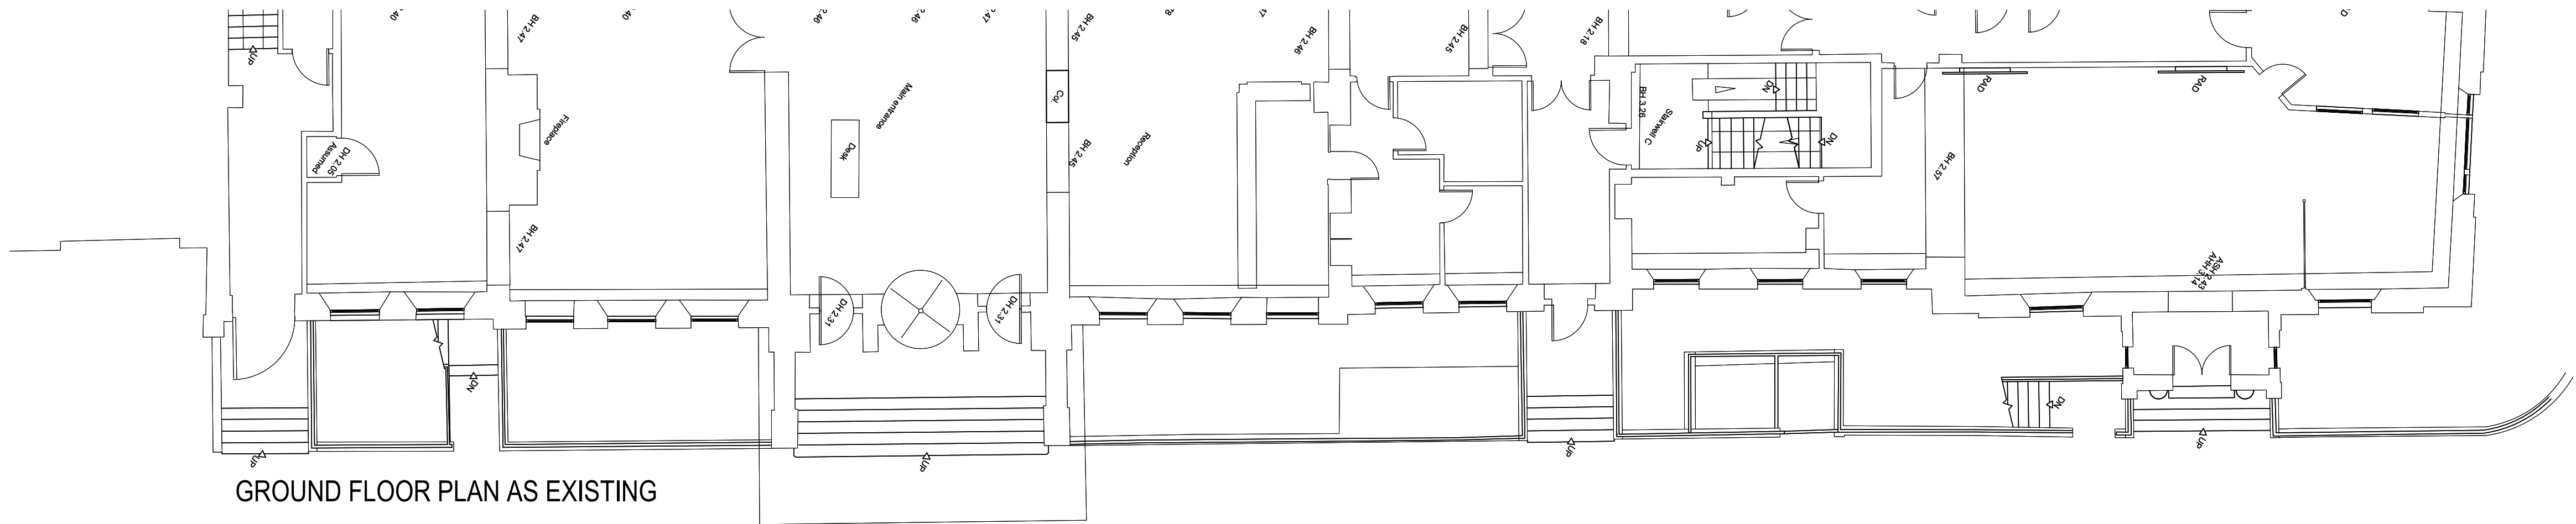 BH 2.47
BH 2.45
BH 2.46
BH 2.45
BH 2.18
UP
Main entrance
Col.
Desk
Fireplace
DH 2.05
Assumed
BH 2.45
Reception
BH 3.26
Stairwell C
DN
UP
DN
RAD
RAD
BH 2.57
BH 2.47
DH 2.31
DH 2.31
ASH 2.43
AHH 3.14
DN
DN
UP
UP
UP
UP
GROUND FLOOR PLAN AS EXISTING